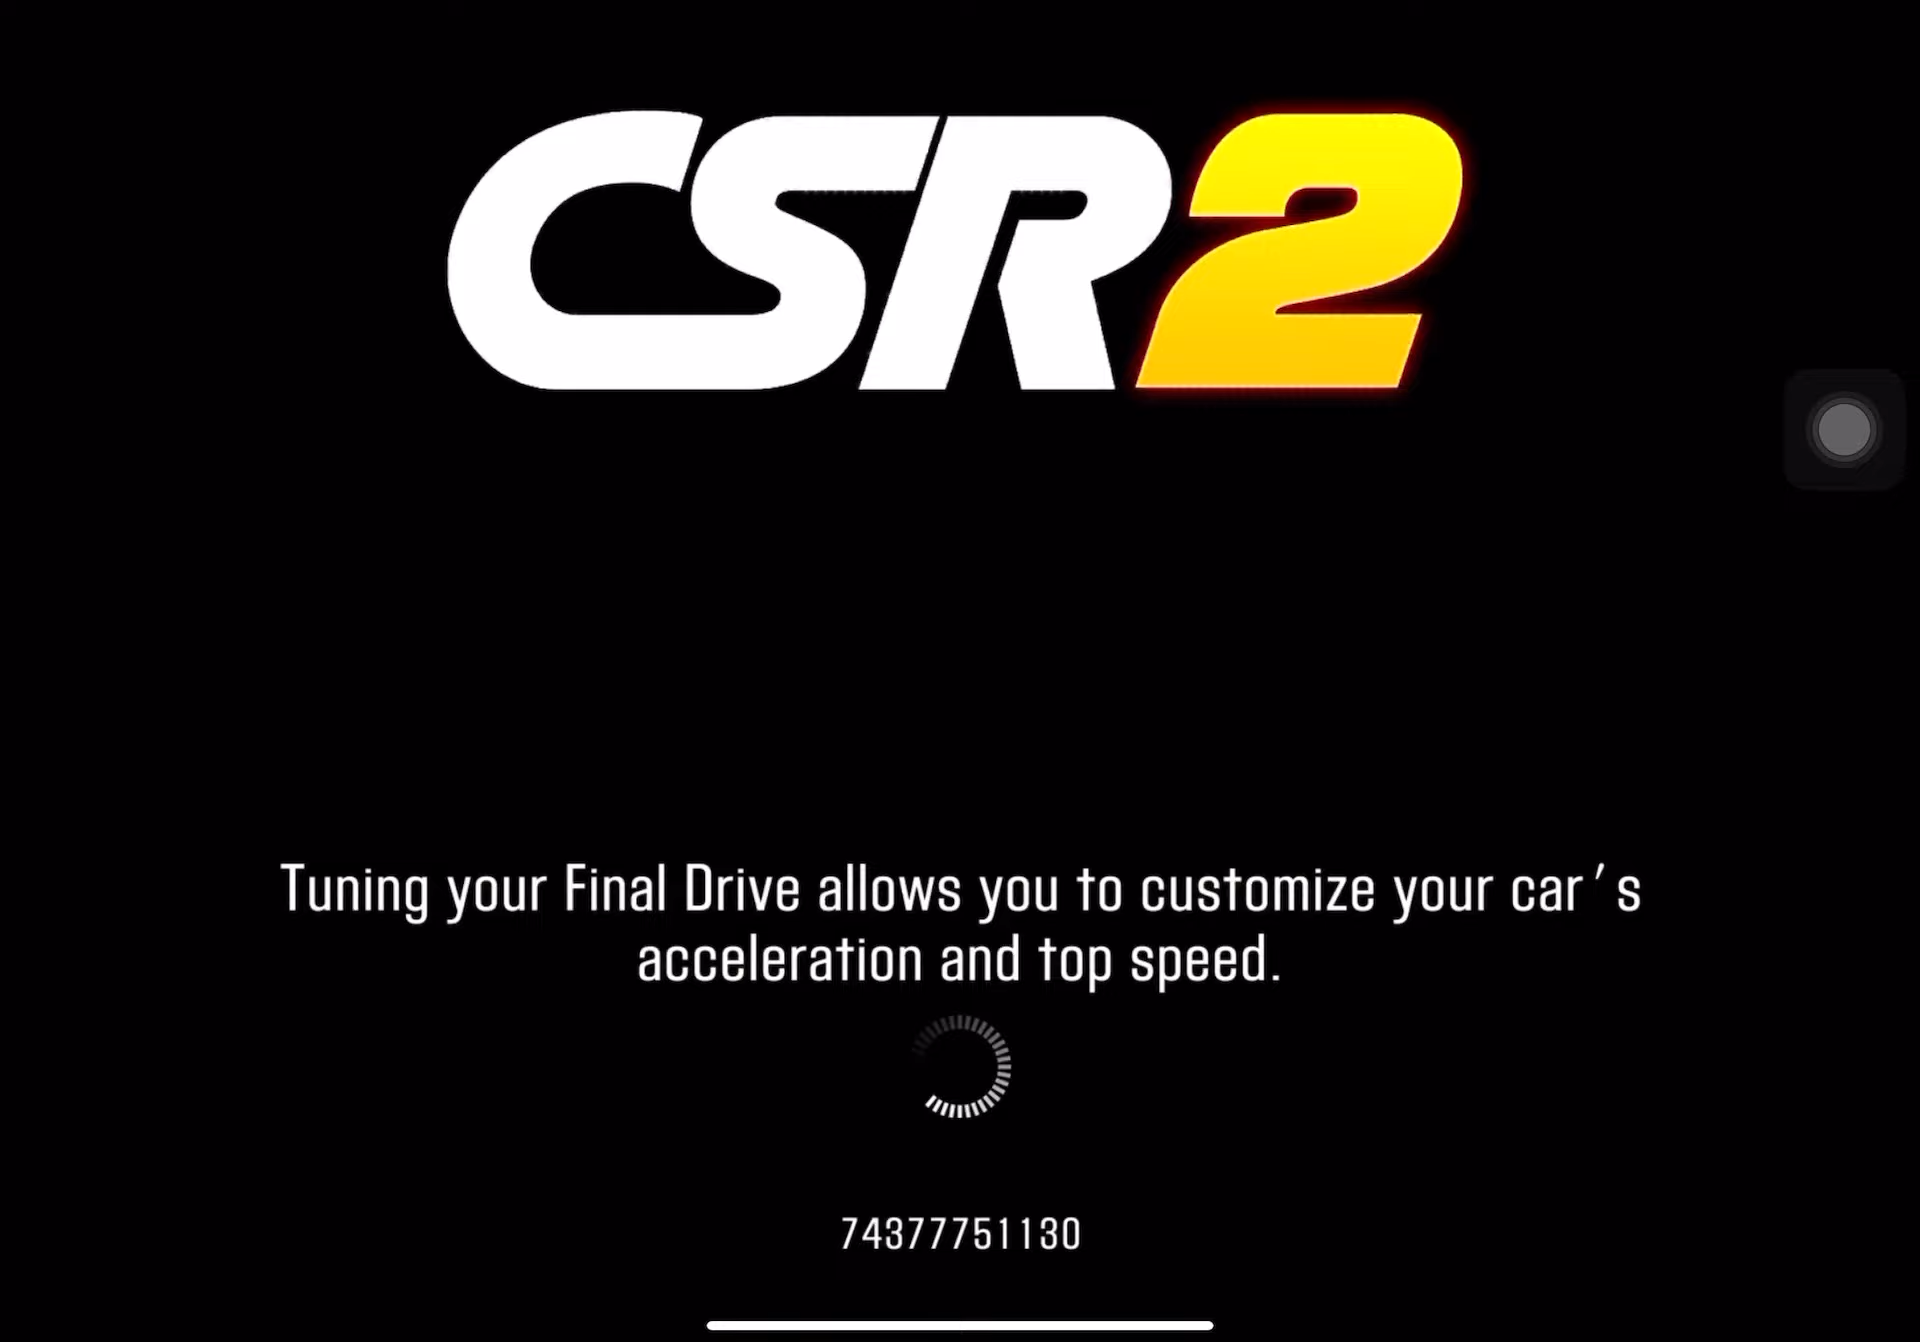 CSR2
Tuning your Final Drive allows you to customize your car's
acceleration and top speed.
74377751130